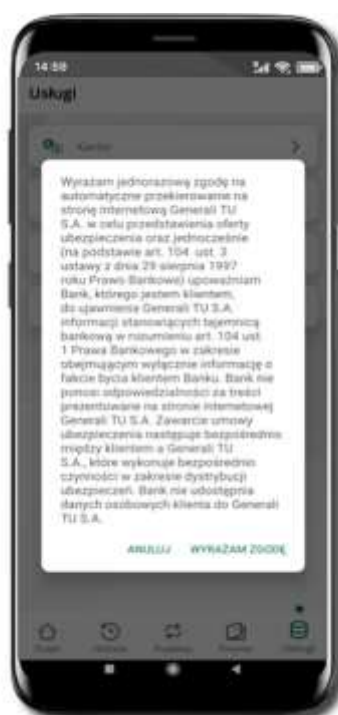 14:58
Usługi
Kantor
Wyrażam jednorazową zgodę na
automatyczne przekierowanie na
stronę internetową Generali TU
S.A. w celu przedstawienia oferty
ubezpieczenia oraz jednocześnie
(na podstawie art. 104 ust. 3
ustawy z dnia 29 sierpnia 1997
roku Prawo Bankowe) upoważniam
Bank, którego jestem klientem,
do ujawnienia Generali TU S.A.
informacji stanowiących tajemnicę
bankową w rozumieniu art. 104 ust.
1 Prawa Bankowego w zakresie
obejmującym wyłącznie informację o
fakcie bycia klientem Banku. Bank nie
ponosi odpowiedzialności za treści
prezentowane na stronie internetowej
Generali TU S.A. Zawarcie umowy
ubezpieczenia następuje bezpośrednio
między klientem a Generali TU
S.A., które wykonuje bezpośrednio
czynności w zakresie dystrybucji
ubezpieczeń. Bank nie udostępnia
danych osobowych klienta do Generali
TU S.A.
ANULUJ WYRAŻAM ZGODĘ
Usługi